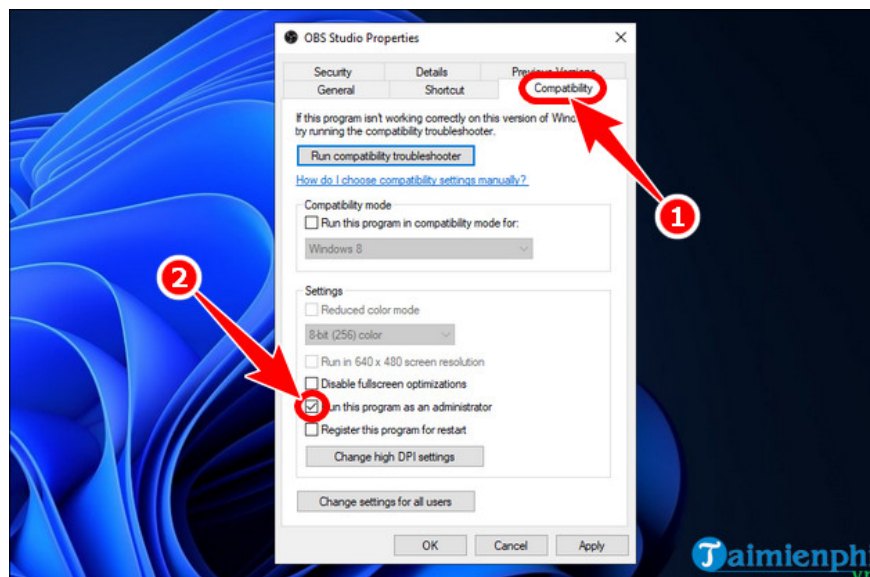 OBS Studio Properties
Security Details Previous Versions
General Shortcut Compatibility
If this program isn't working correctly on this version of
try running the compatibility troubleshooter.
Run compatibility troubleshooter
How do I choose compatibility settings manually?
Compatibility mode
Run this program in compatibility mode for:
Windows 8
1
2
Settings
Reduced color mode
8-bit (256) color
Run in 640 x 480 screen resolution
Disable fullscreen optimizations
un this program as an administrator
Register this program for restart
Change high DPI settings
Change settings for all users
OK Cancel Apply
Taimienphi